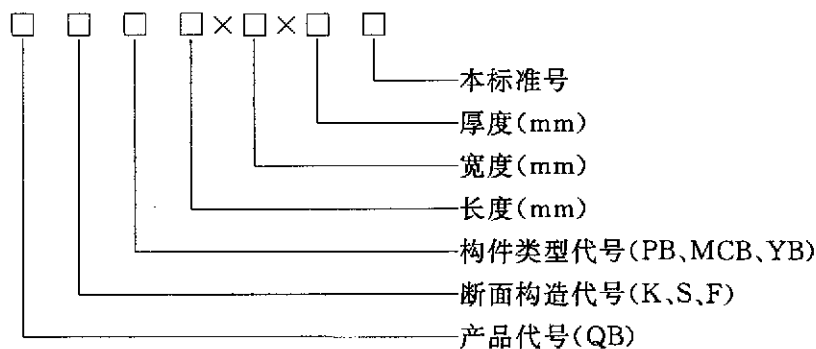 □ □ □ □×□×□ □
本标准号
厚度(mm)
宽度(mm)
长度(mm)
构件类型代号(PB、MCB、YB)
断面构造代号(K、S、F)
产品代号(QB)